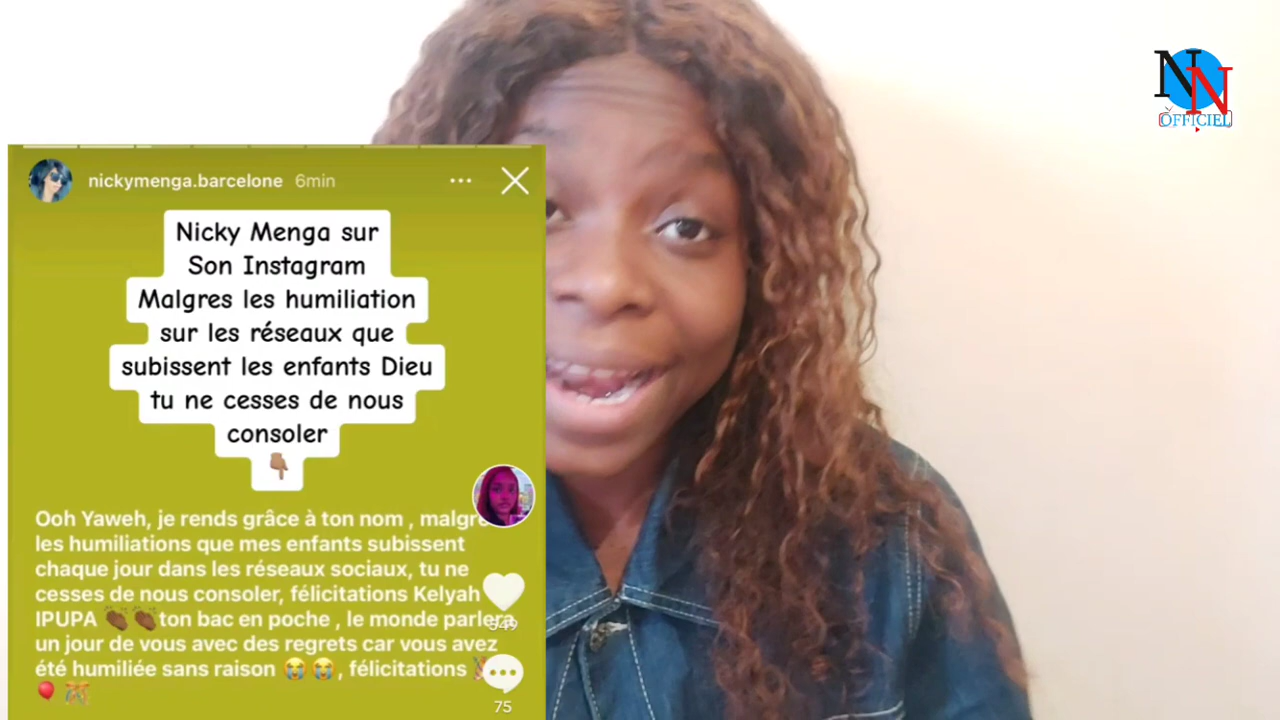 NN
OFFICIEL
nickymenga.barcelone 6min
Nicky Menga sur
Son Instagram
Malgres les humiliation
sur les réseaux que
subissent les enfants Dieu
tu ne cesses de nous
consoler
👇🏽
Ooh Yaweh, je rends grâce à ton nom , malgré
les humiliations que mes enfants subissent
chaque jour dans les réseaux sociaux, tu ne
cesses de nous consoler, félicitations Kelyah
IPUPA 👏🏾👏🏾ton bac en poche , le monde parlera
un jour de vous avec des regrets car vous avez
été humiliée sans raison 😭😭, félicitations
🎈🎊
549
75